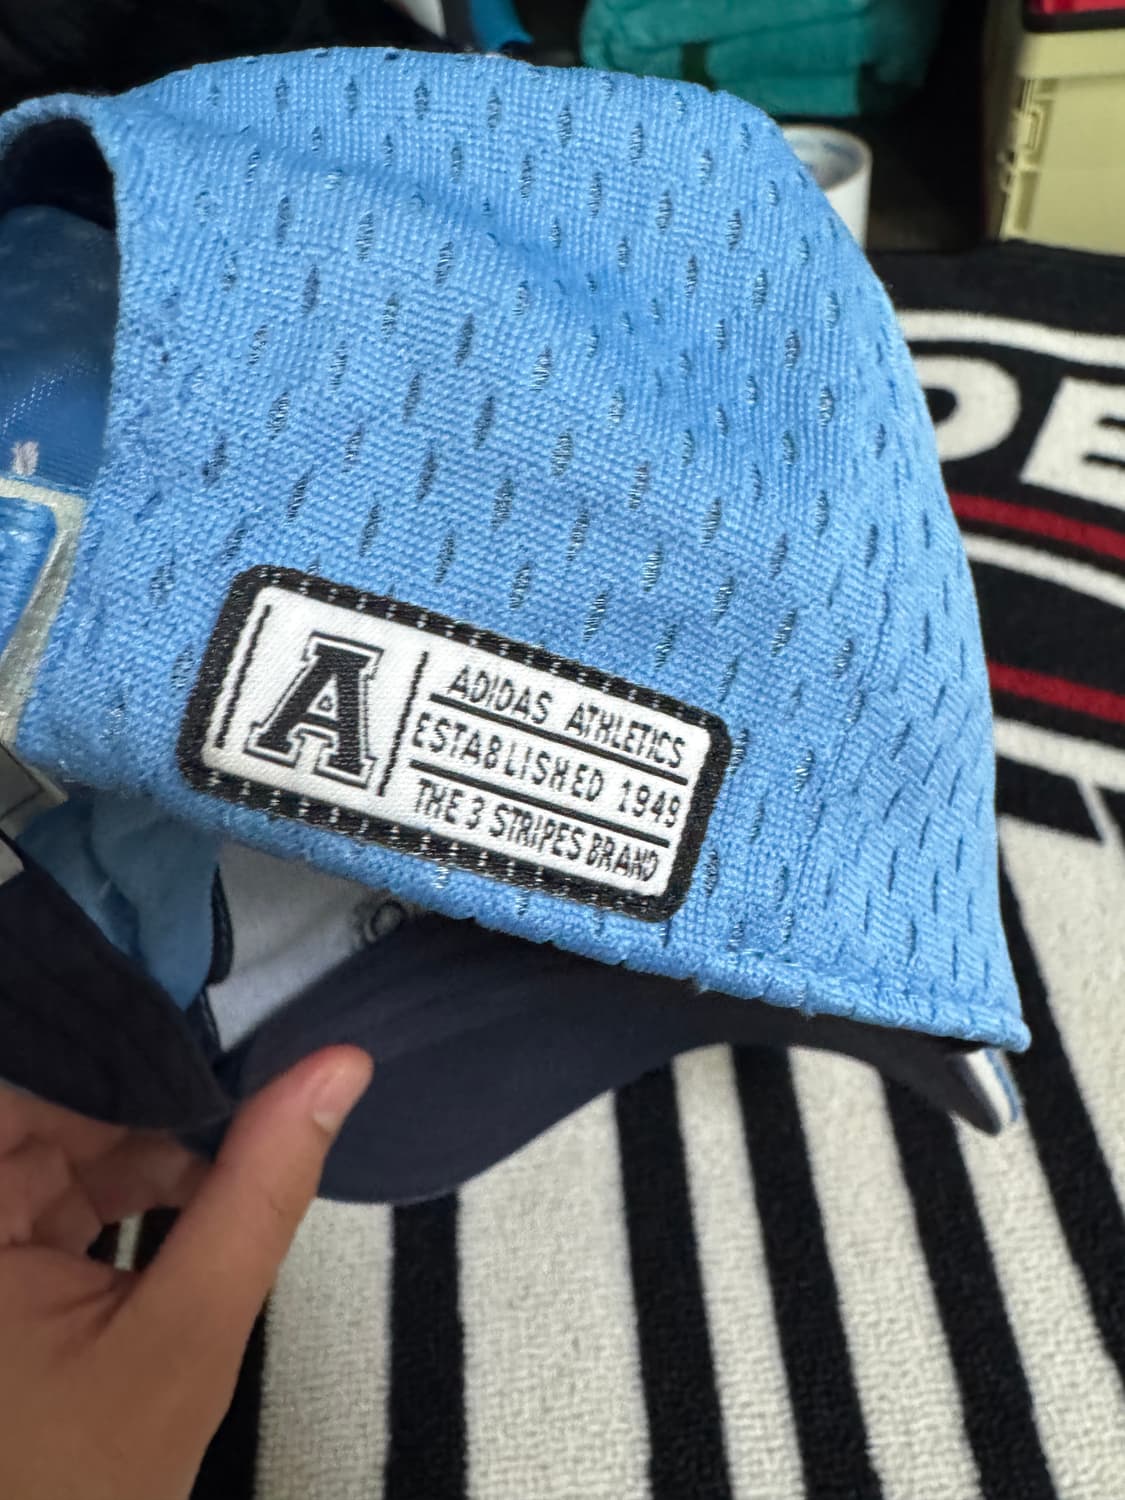 A
ADIDAS ATHLETICS
ESTABLISHED 1949
THE 3 STRIPES BRAND